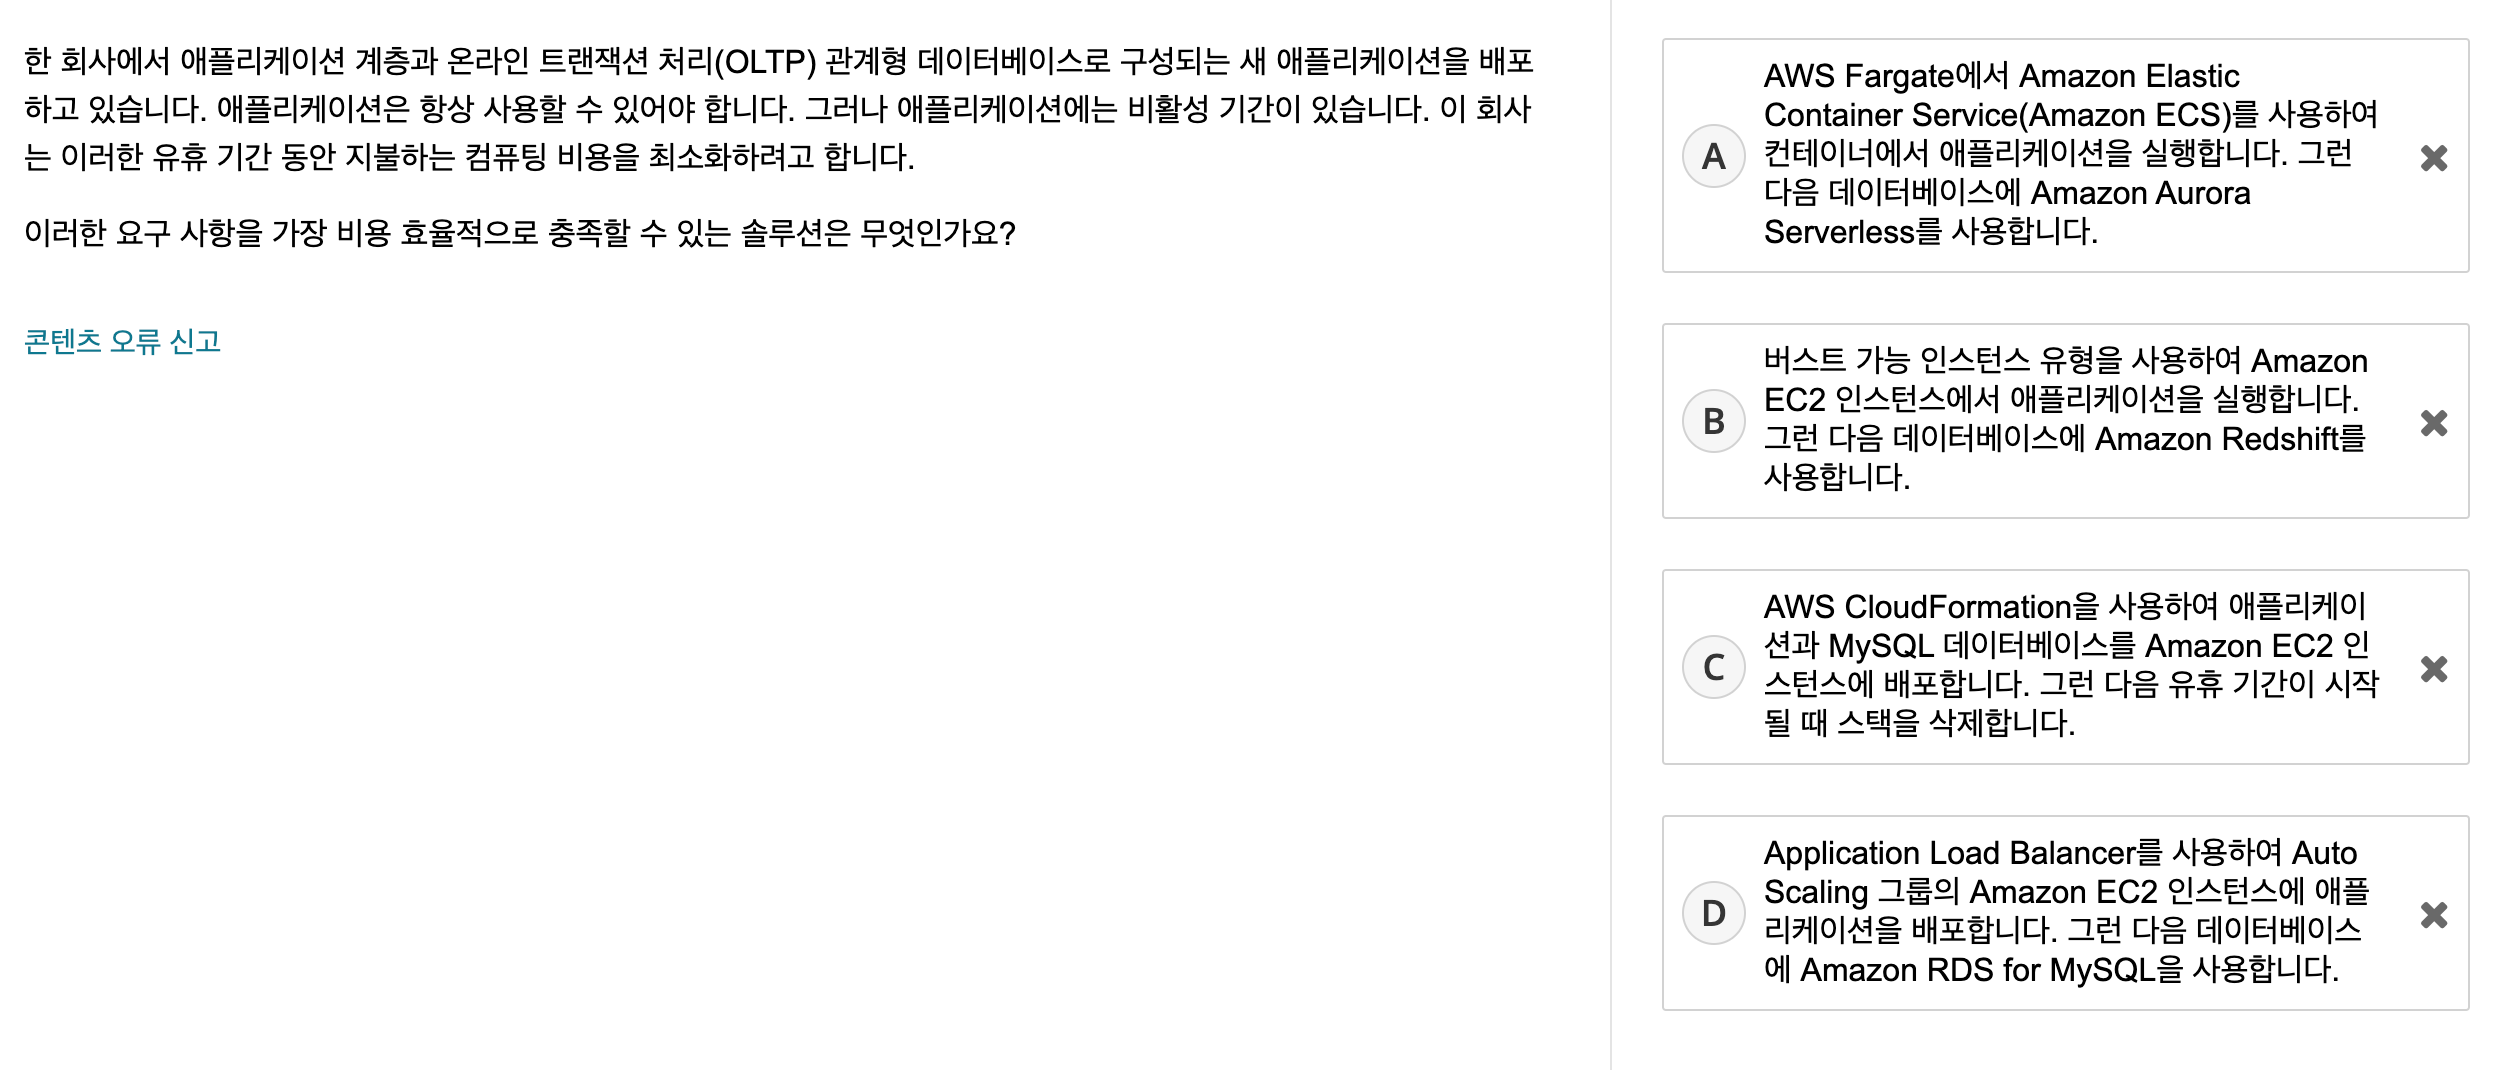 한 회사에서 애플리케이션 계층과 온라인 트랜잭션 처리(OLTP) 관계형 데이터베이스로 구성되는 새 애플리케이션을 배포
하고 있습니다. 애플리케이션은 항상 사용할 수 있어야 합니다. 그러나 애플리케이션에는 비활성 기간이 있습니다. 이 회사
는 이러한 유휴 기간 동안 지불하는 컴퓨팅 비용을 최소화하려고 합니다.
이러한 요구 사항을 가장 비용 효율적으로 충족할 수 있는 솔루션은 무엇인가요?
콘텐츠 오류 신고
A
AWS Fargate에서 Amazon Elastic
Container Service(Amazon ECS)를 사용하여
컨테이너에서 애플리케이션을 실행합니다. 그런
다음 데이터베이스에 Amazon Aurora
Serverless를 사용합니다.
B
버스트 가능 인스턴스 유형을 사용하여 Amazon
EC2 인스턴스에서 애플리케이션을 실행합니다.
그런 다음 데이터베이스에 Amazon Redshift를
사용합니다.
C
AWS CloudFormation을 사용하여 애플리케이
션과 MySQL 데이터베이스를 Amazon EC2 인
스턴스에 배포합니다. 그런 다음 유휴 기간이 시작
될 때 스택을 삭제합니다.
D
Application Load Balancer를 사용하여 Auto
Scaling 그룹의 Amazon EC2 인스턴스에 애플
리케이션을 배포합니다. 그런 다음 데이터베이스
에 Amazon RDS for MySQL을 사용합니다.